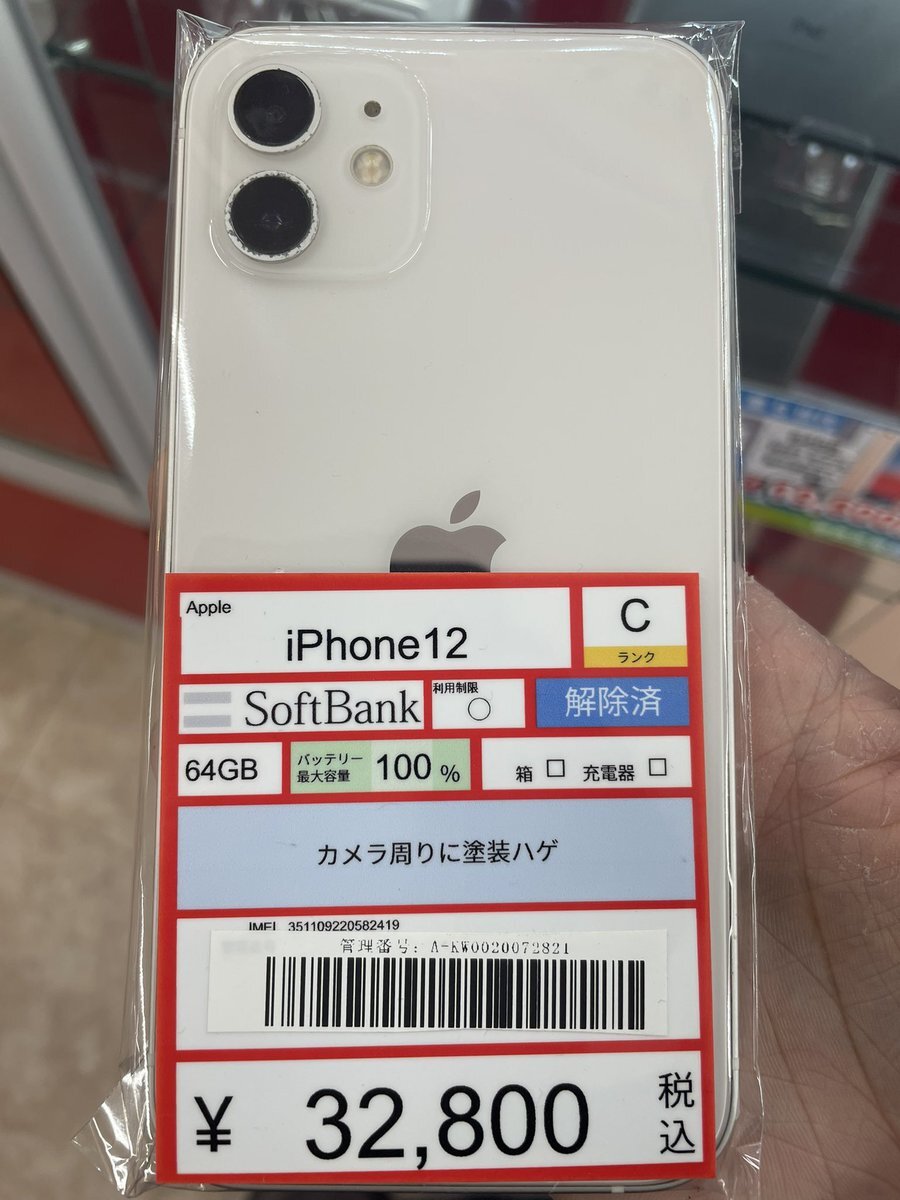 Apple
iPhone12
C
ランク
SoftBank
利用制限
○
解除済
64GB
バッテリー
最大容量
100 %
箱 □ 充電器 □
カメラ周りに塗装ハゲ
IMEI 351109220582419
管理番号: A-KW0020072821
¥ 32,800
税込